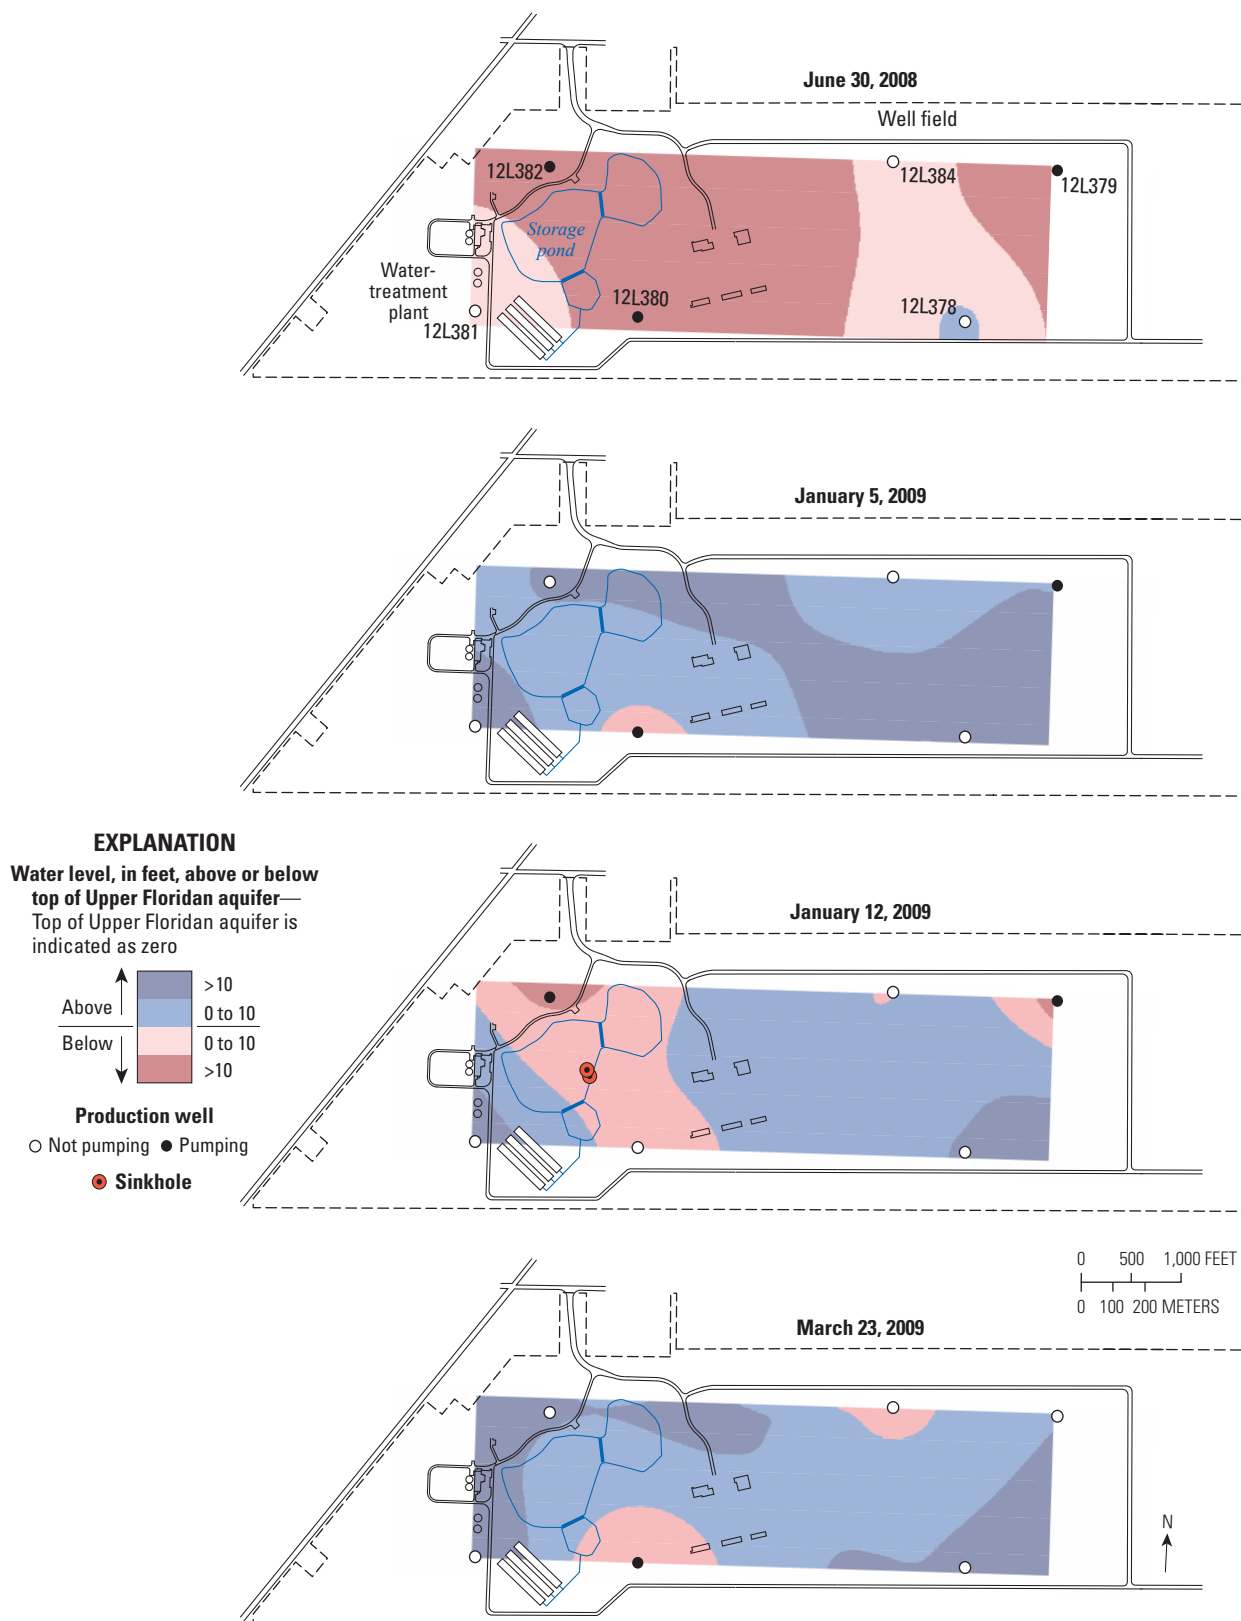 June 30, 2008
Well field
12L382
12L384
12L379
Storage
pond
Water-
treatment
plant
12L380
12L378
12L381
January 5, 2009
EXPLANATION
Water level, in feet, above or below
top of Upper Floridan aquifer—
Top of Upper Floridan aquifer is
indicated as zero
>10
Above
0 to 10
Below
0 to 10
>10
Production well
Not pumping
Pumping
Sinkhole
January 12, 2009
0 500 1,000 FEET
0 100 200 METERS
March 23, 2009
N